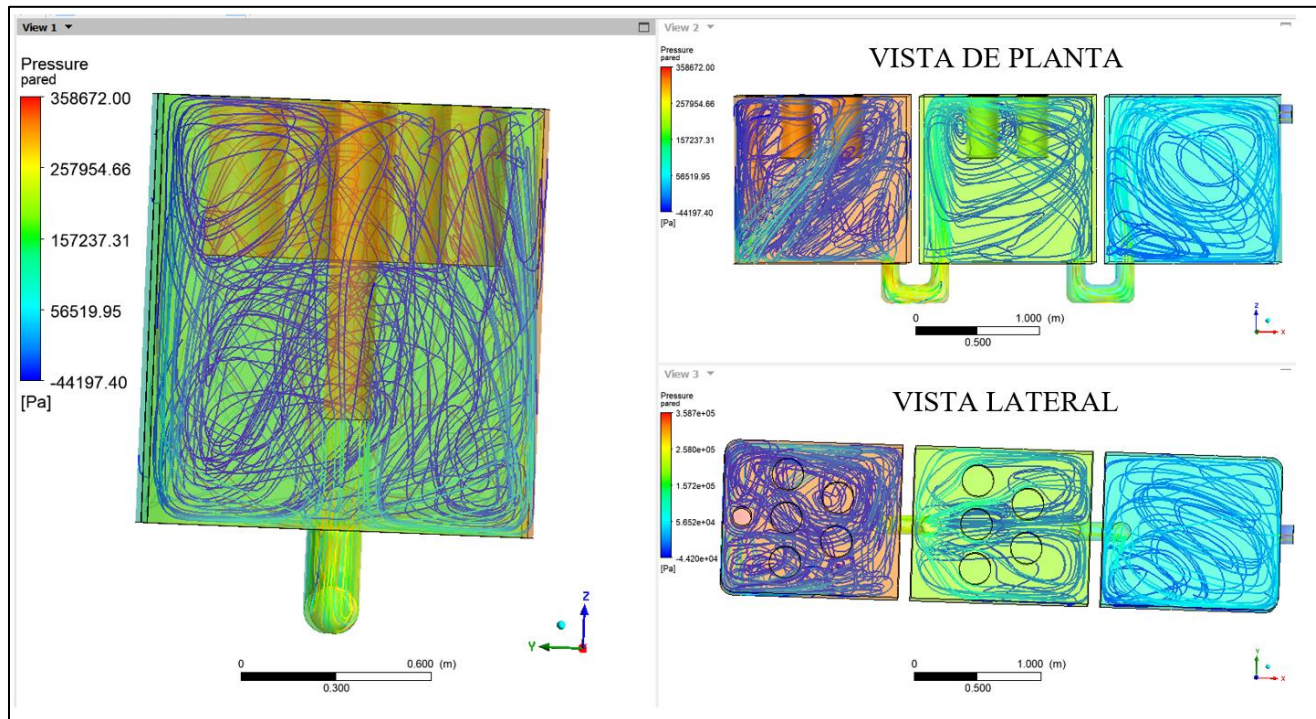 View 1
Pressure
pared
358672.00
257954.66
157237.31
56519.95
-44197.40
[Pa]
Z
Y
0
0.600 (m)
0.300
View 2
VISTA DE PLANTA
Pressure
pared
358672.00
257954.66
157237.31
56519.95
-44197.40
[Pa]
0
1.000 (m)
0.500
Z
X
View 3
VISTA LATERAL
Pressure
pared
3.587e+05
2.580e+05
1.572e+05
5.652e+04
-4.420e+04
[Pa]
0
1.000 (m)
0.500
Y
X